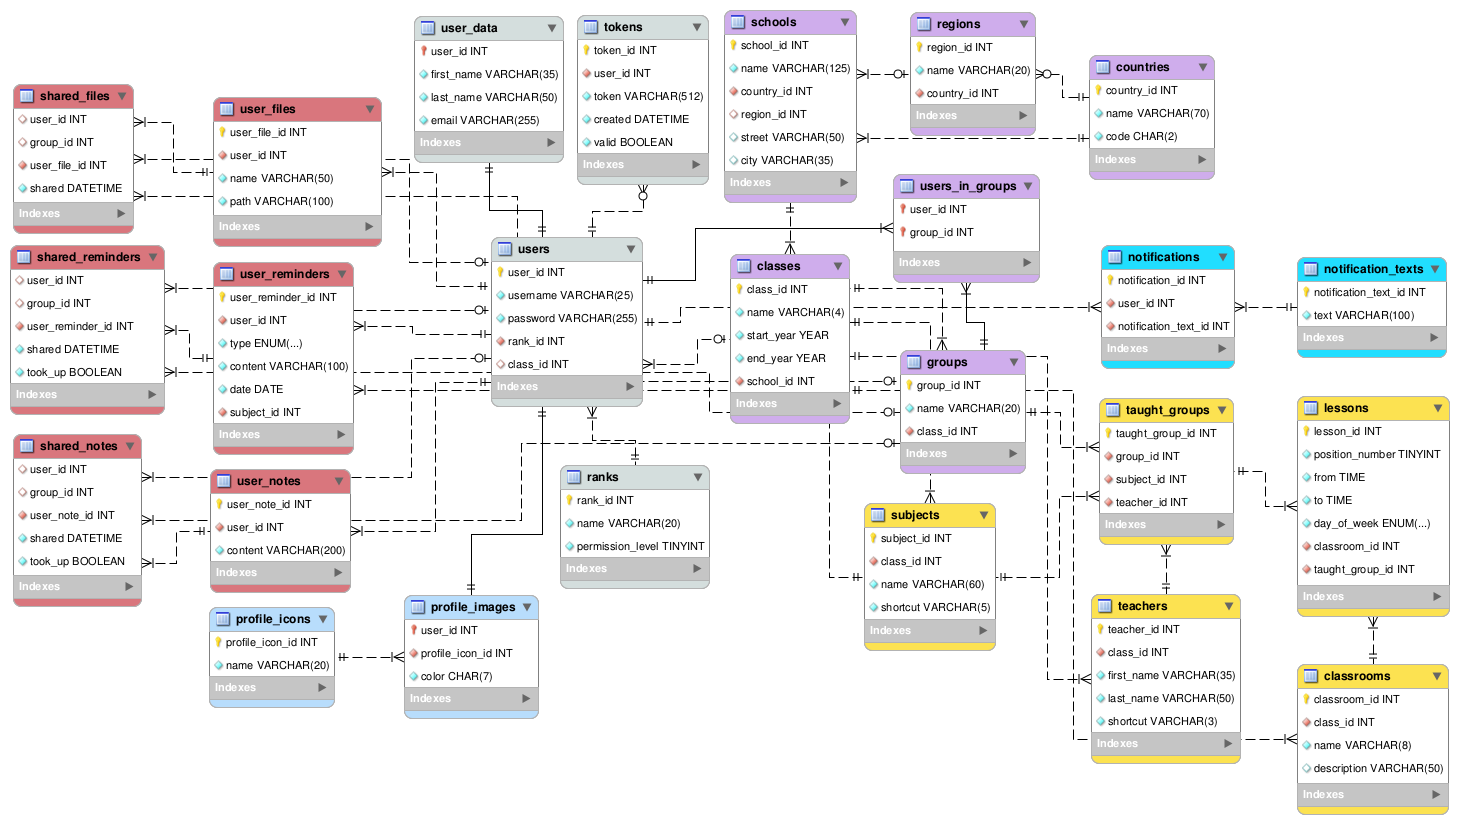 user_data
user_id INT
first_name VARCHAR(35)
last_name VARCHAR(50)
email VARCHAR(255)
Indexes
tokens
token_id INT
user_id INT
token VARCHAR(512)
created DATETIME
valid BOOLEAN
Indexes
schools
school_id INT
name VARCHAR(125)
country_id INT
region_id INT
street VARCHAR(50)
city VARCHAR(35)
Indexes
regions
region_id INT
name VARCHAR(20)
country_id INT
Indexes
countries
country_id INT
name VARCHAR(70)
code CHAR(2)
Indexes
shared_files
user_id INT
group_id INT
user_file_id INT
shared DATETIME
Indexes
user_files
user_file_id INT
user_id INT
name VARCHAR(50)
path VARCHAR(100)
Indexes
users_in_groups
user_id INT
group_id INT
Indexes
shared_reminders
user_id INT
group_id INT
user_reminder_id INT
shared DATETIME
took_up BOOLEAN
Indexes
user_reminders
user_reminder_id INT
user_id INT
type ENUM(...)
content VARCHAR(100)
date DATE
subject_id INT
Indexes
users
user_id INT
username VARCHAR(25)
password VARCHAR(255)
rank_id INT
class_id INT
Indexes
classes
class_id INT
name VARCHAR(4)
start_year YEAR
end_year YEAR
school_id INT
Indexes
notifications
notification_id INT
user_id INT
notification_text_id INT
Indexes
notification_texts
notification_text_id INT
text VARCHAR(100)
Indexes
groups
group_id INT
name VARCHAR(20)
class_id INT
Indexes
taught_groups
taught_group_id INT
group_id INT
subject_id INT
teacher_id INT
Indexes
lessons
lesson_id INT
position_number TINYINT
from TIME
to TIME
day_of_week ENUM(...)
classroom_id INT
taught_group_id INT
Indexes
shared_notes
user_id INT
group_id INT
user_note_id INT
shared DATETIME
took_up BOOLEAN
Indexes
user_notes
user_note_id INT
user_id INT
content VARCHAR(200)
Indexes
ranks
rank_id INT
name VARCHAR(20)
permission_level TINYINT
Indexes
subjects
subject_id INT
class_id INT
name VARCHAR(60)
shortcut VARCHAR(5)
Indexes
profile_icons
profile_icon_id INT
name VARCHAR(20)
Indexes
profile_images
user_id INT
profile_icon_id INT
color CHAR(7)
Indexes
teachers
teacher_id INT
class_id INT
first_name VARCHAR(35)
last_name VARCHAR(50)
shortcut VARCHAR(3)
Indexes
classrooms
classroom_id INT
class_id INT
name VARCHAR(8)
description VARCHAR(50)
Indexes